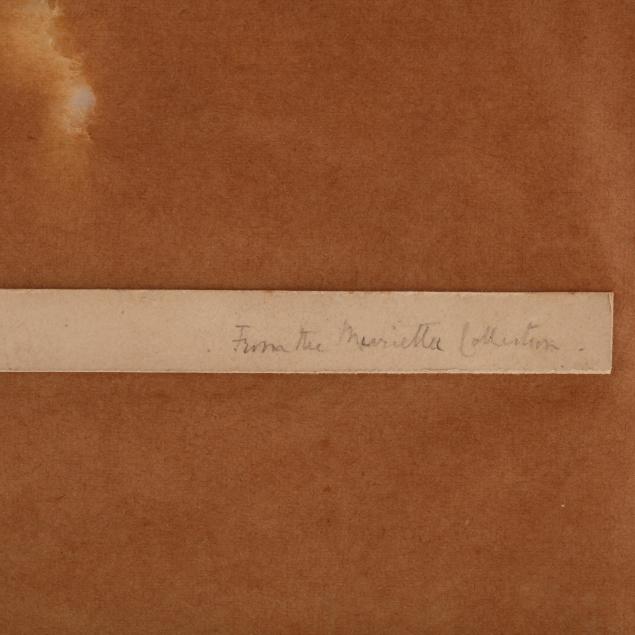 From the Marietta Collection.